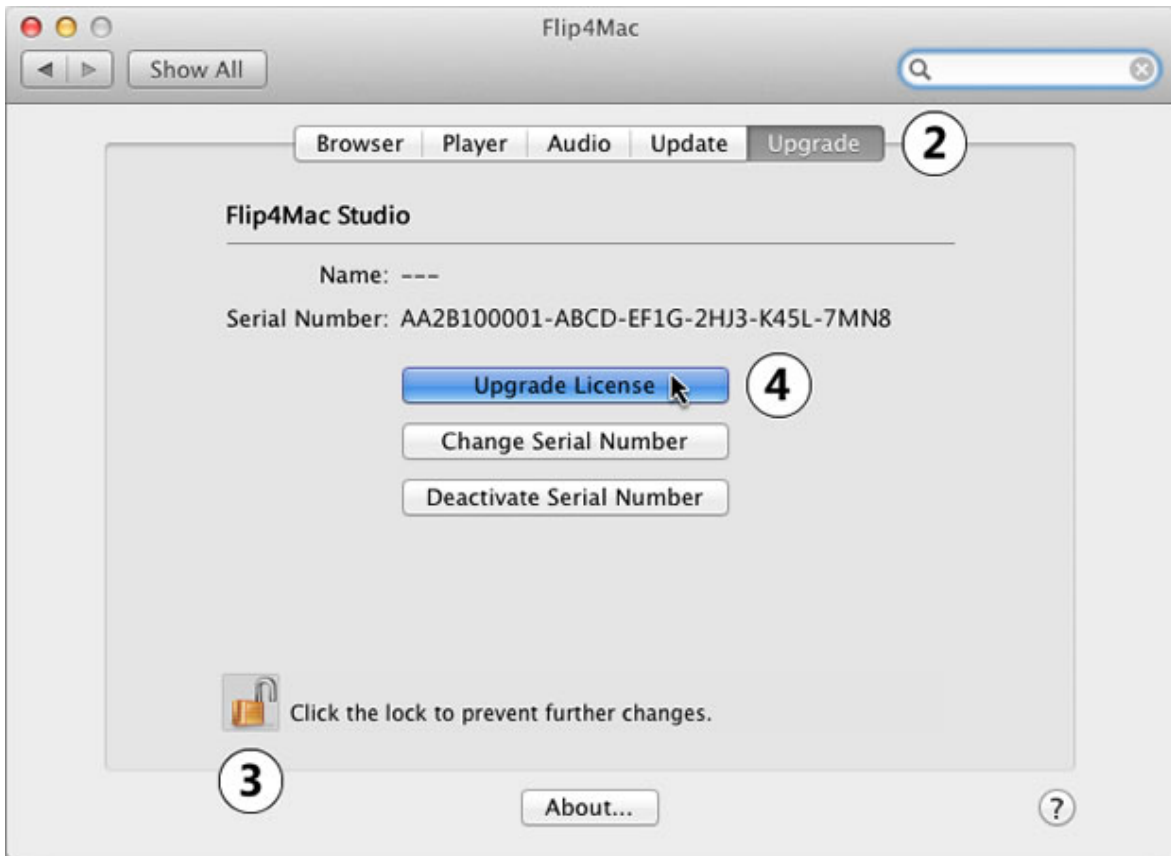 Flip4Mac
Show All
Browser Player Audio Update Upgrade 2
Flip4Mac Studio
Name: ---
Serial Number: AA2B100001-ABCD-EF1G-2HJ3-K45L-7MN8
Upgrade License 4
Change Serial Number
Deactivate Serial Number
Click the lock to prevent further changes.
3
About... ?